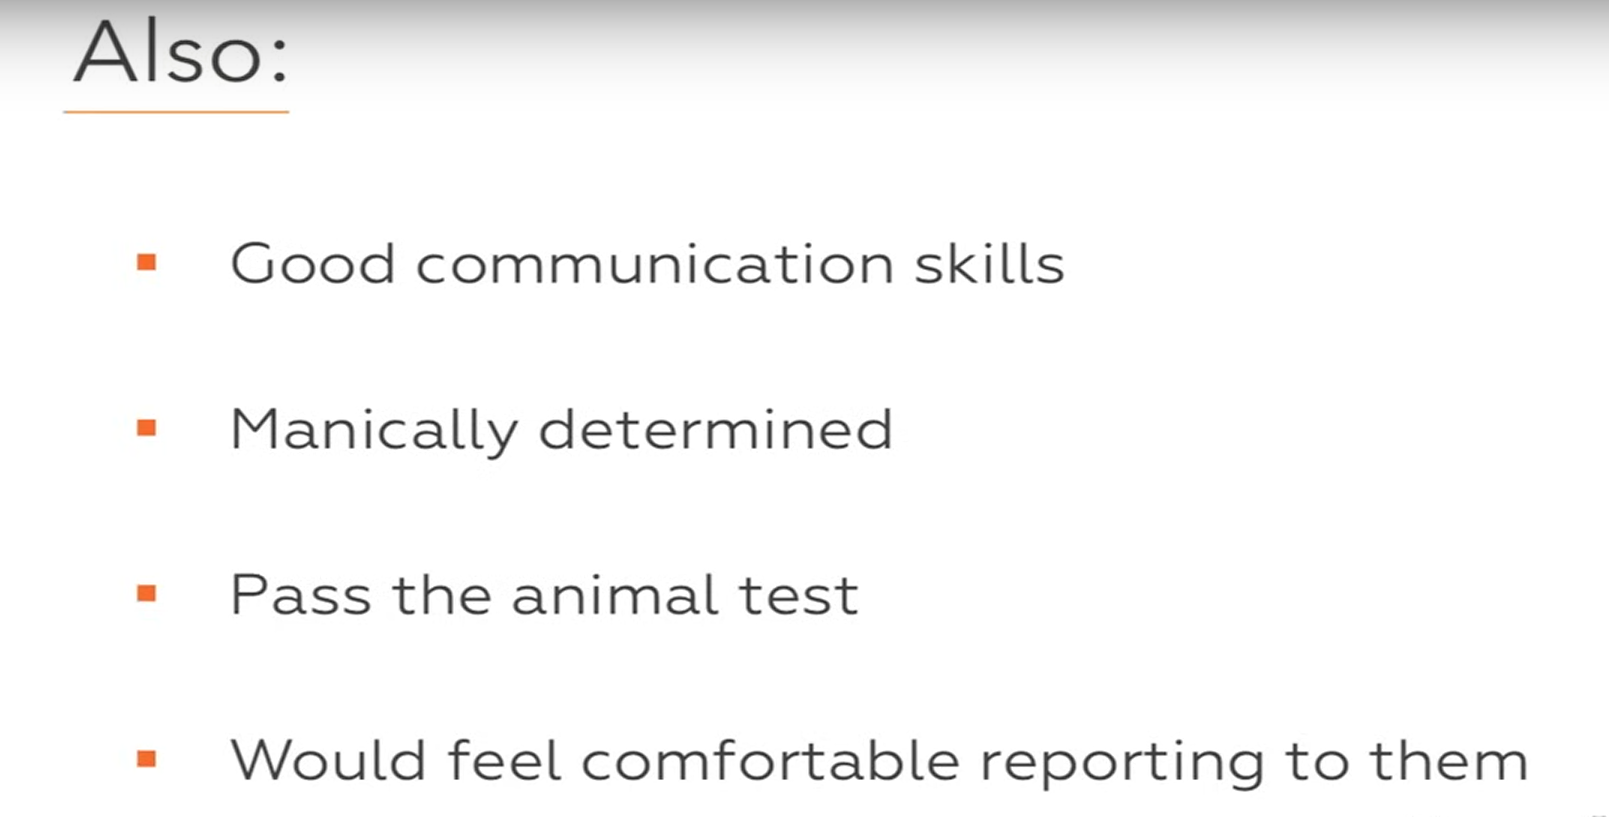 Also:
Good communication skills
Manically determined
Pass the animal test
Would feel comfortable reporting to them